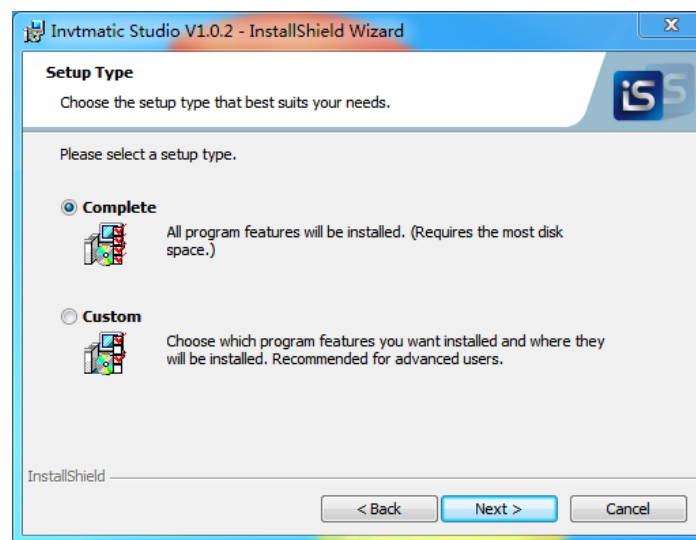 Invtmatic Studio V1.0.2 - InstallShield Wizard
Setup Type
Choose the setup type that best suits your needs.
iS
S
Please select a setup type.
Complete
All program features will be installed. (Requires the most disk
space.)
Custom
Choose which program features you want installed and where they
will be installed. Recommended for advanced users.
InstallShield
< Back
Next >
Cancel